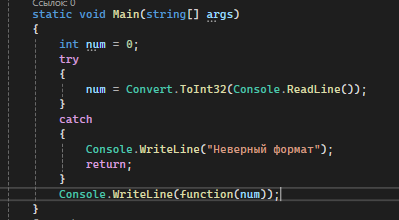 Ссылок: 0
static void Main(string[] args)
{
int num = 0;
try
{
num = Convert.ToInt32(Console.ReadLine());
}
catch
{
Console.WriteLine("Неверный формат");
return;
}
Console.WriteLine(function(num));
}